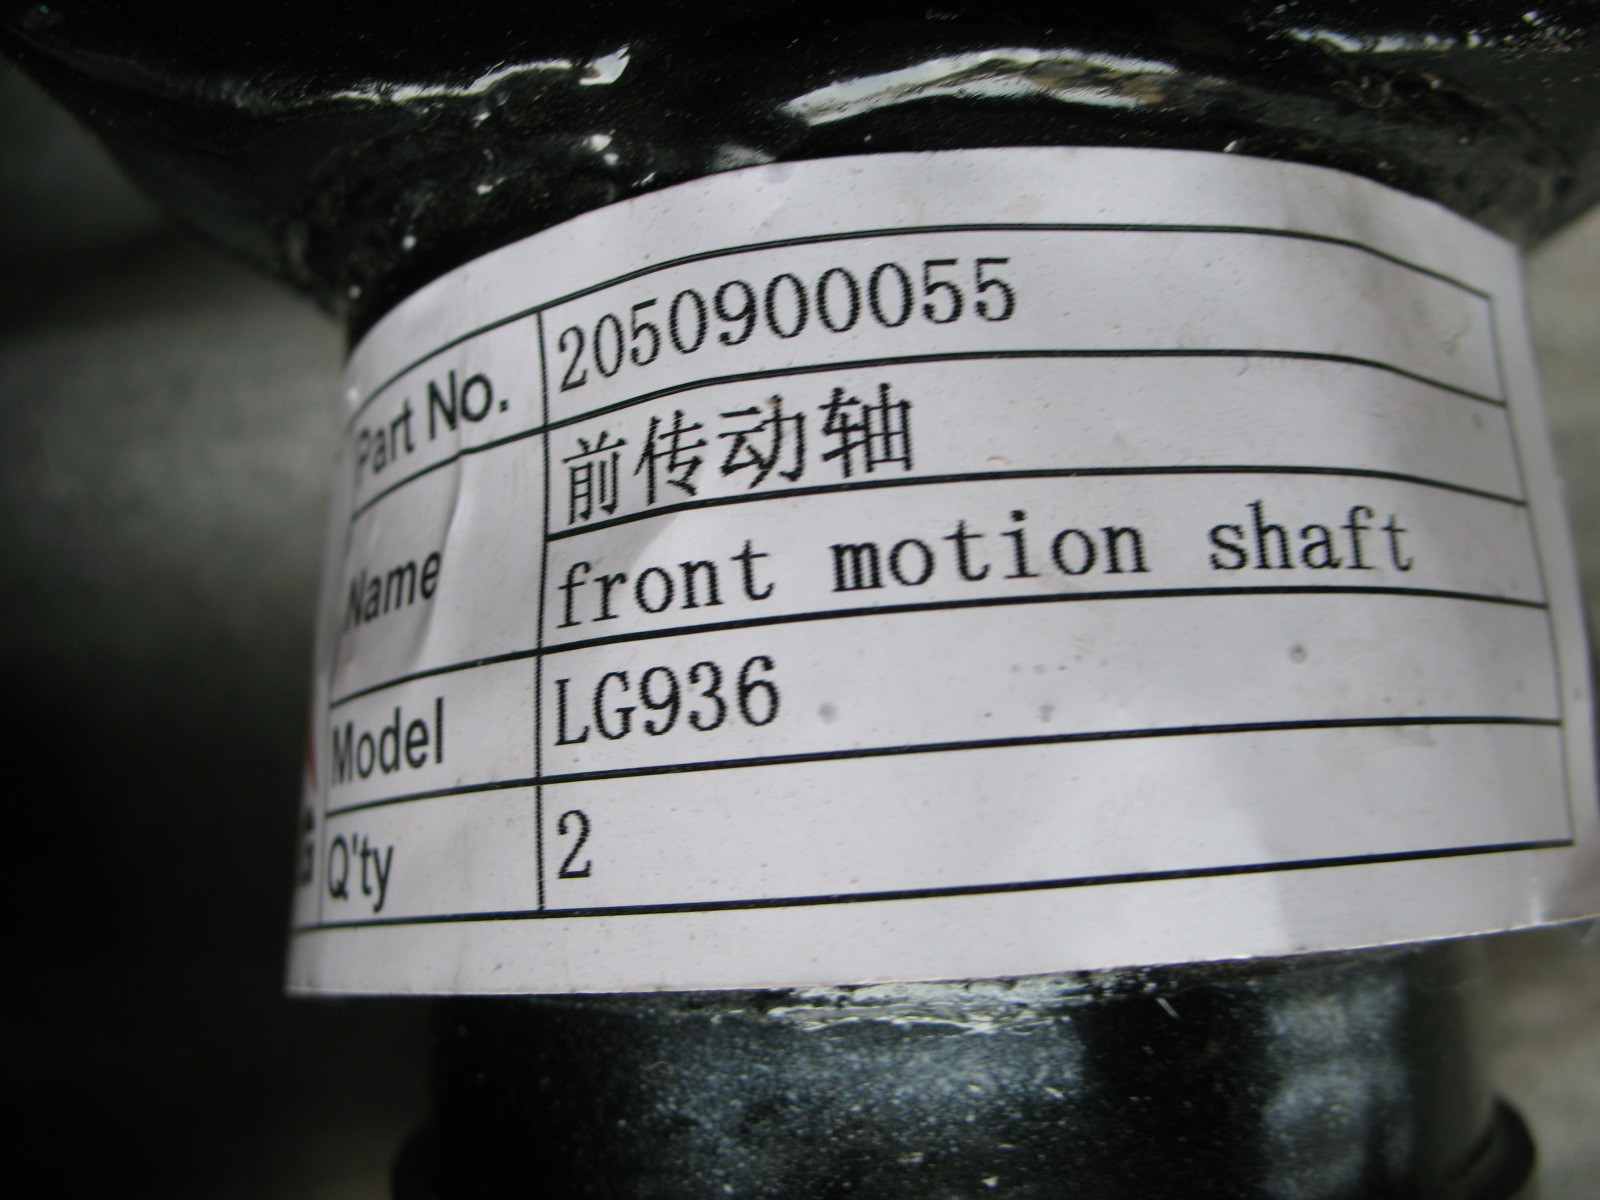 Part No. 2050900055
Name 前传动轴
front motion shaft
Model LG936
Q'ty 2